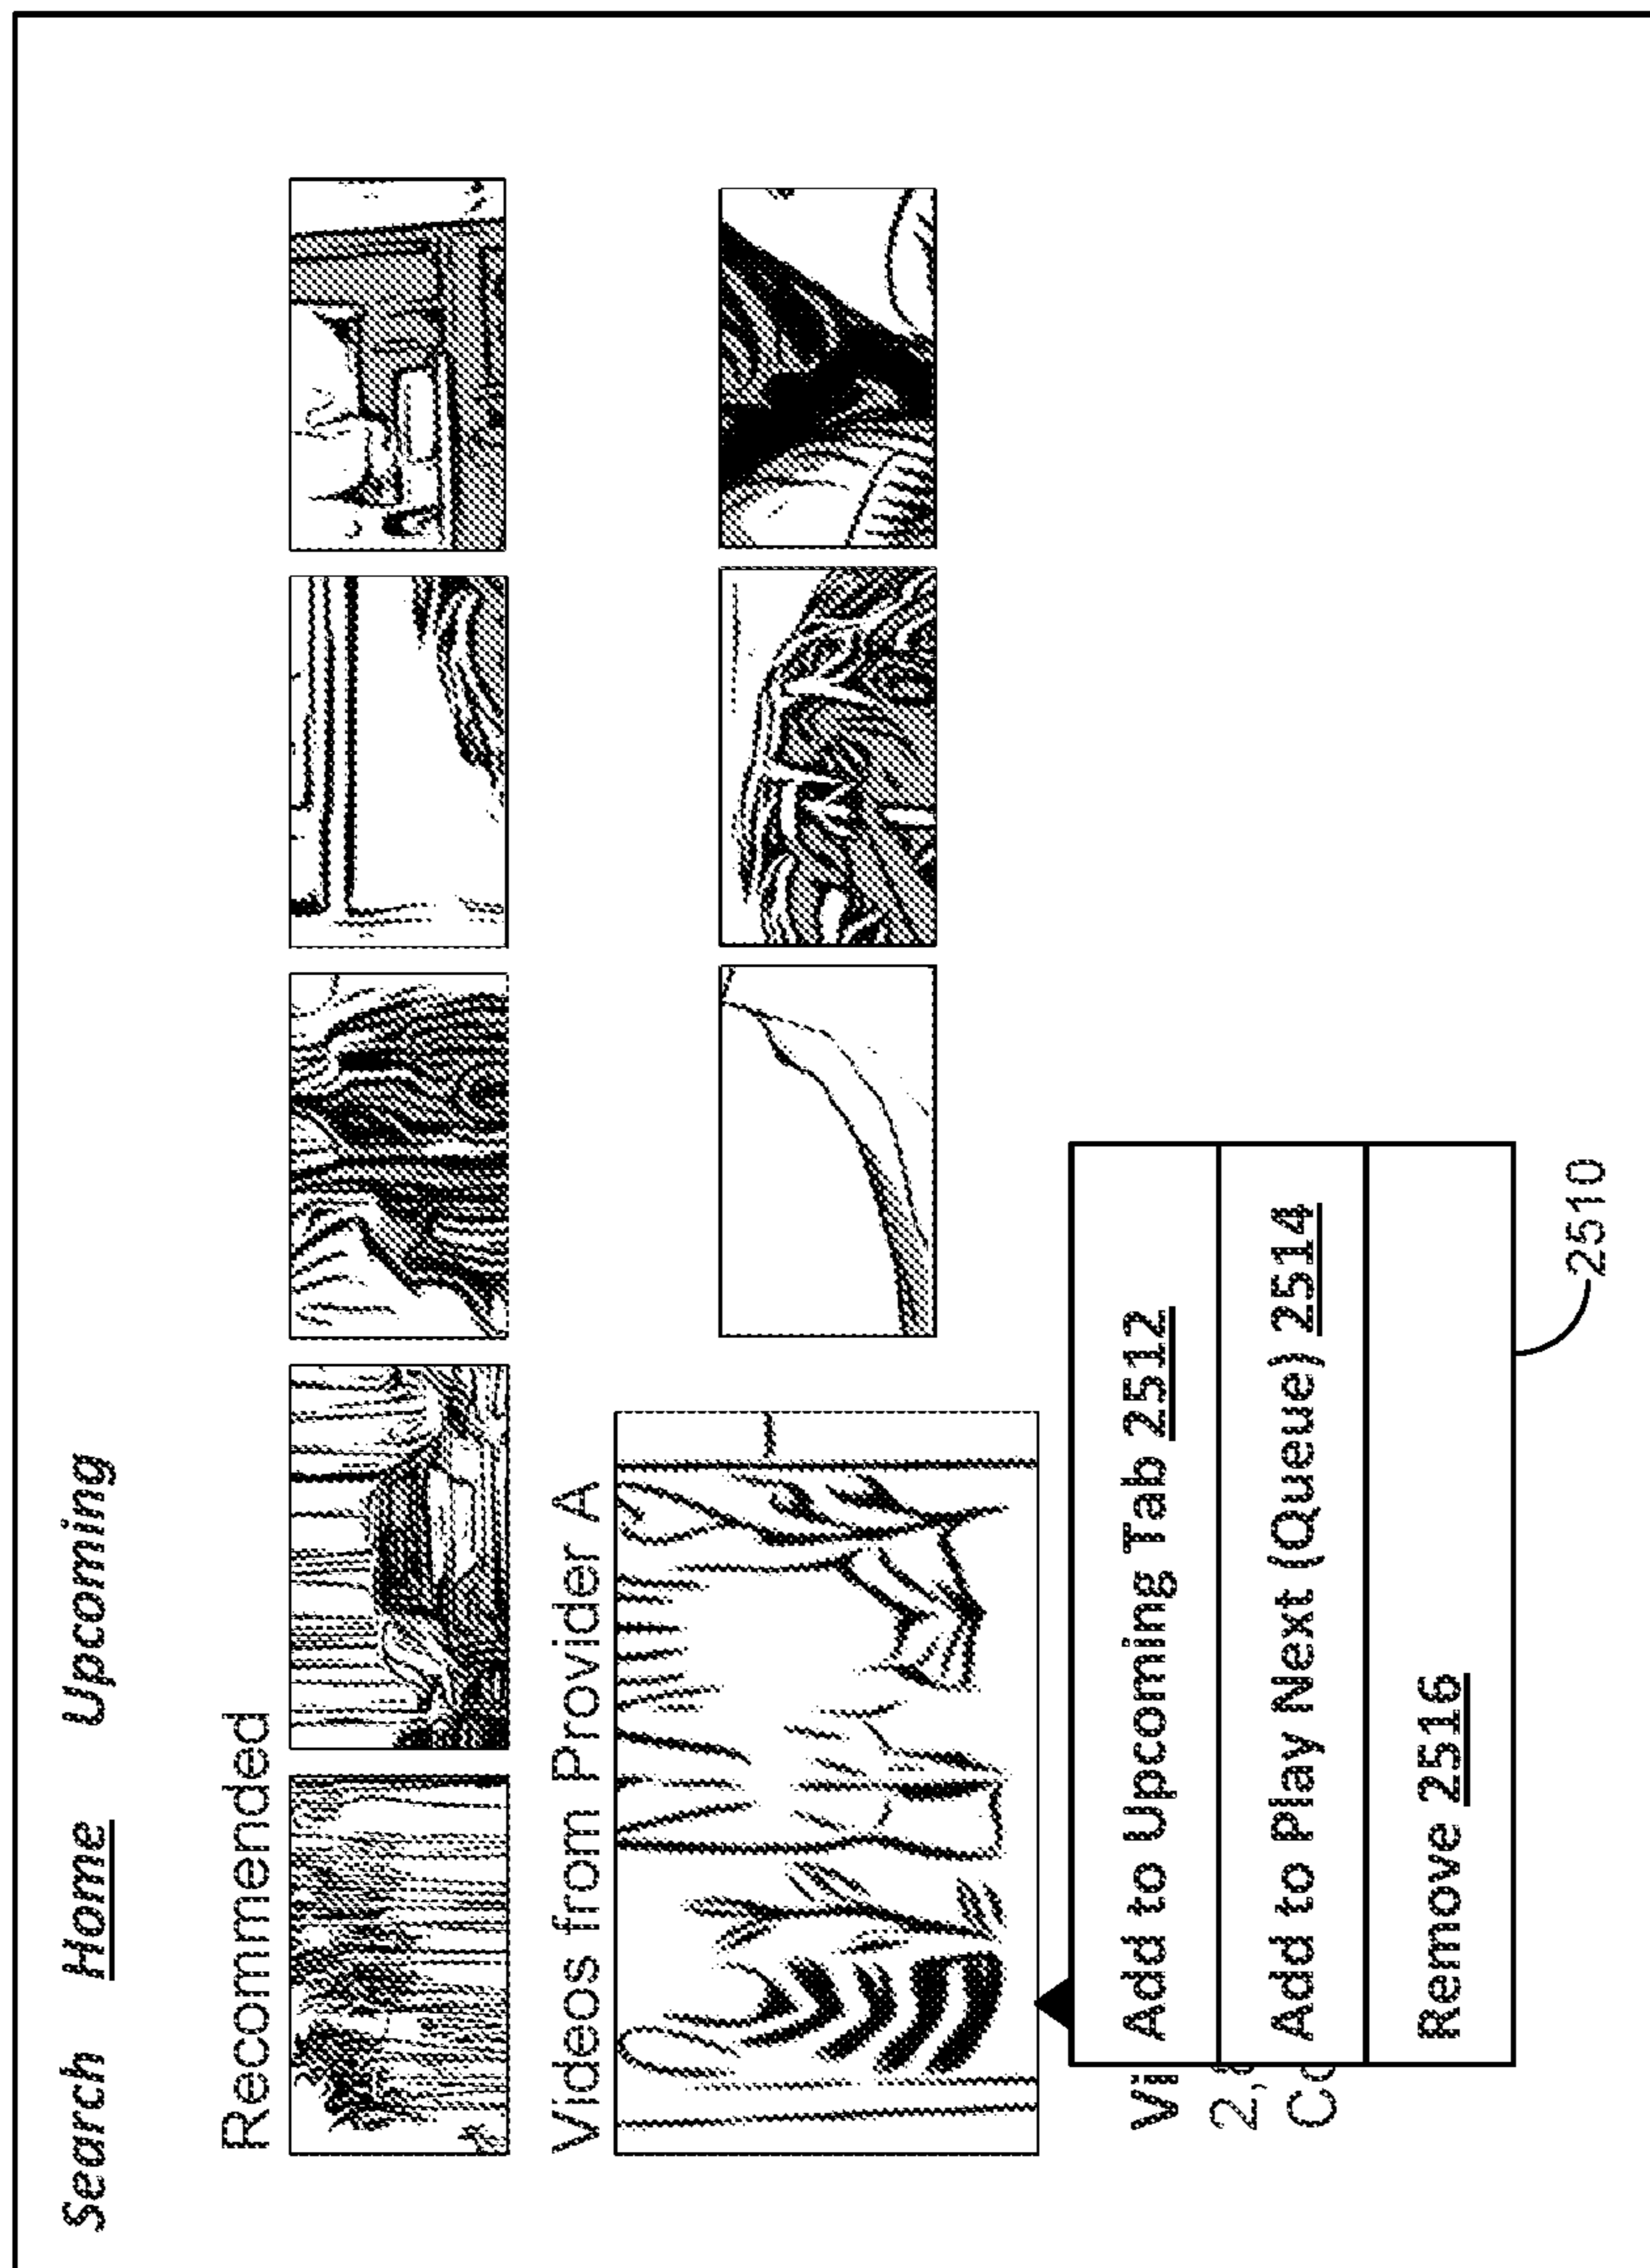 Search Home Upcoming
Recommended
Videos from Provider A
Add to Upcoming Tab 2512
Add to Play Next (Queue) 2514
Remove 2516
2510